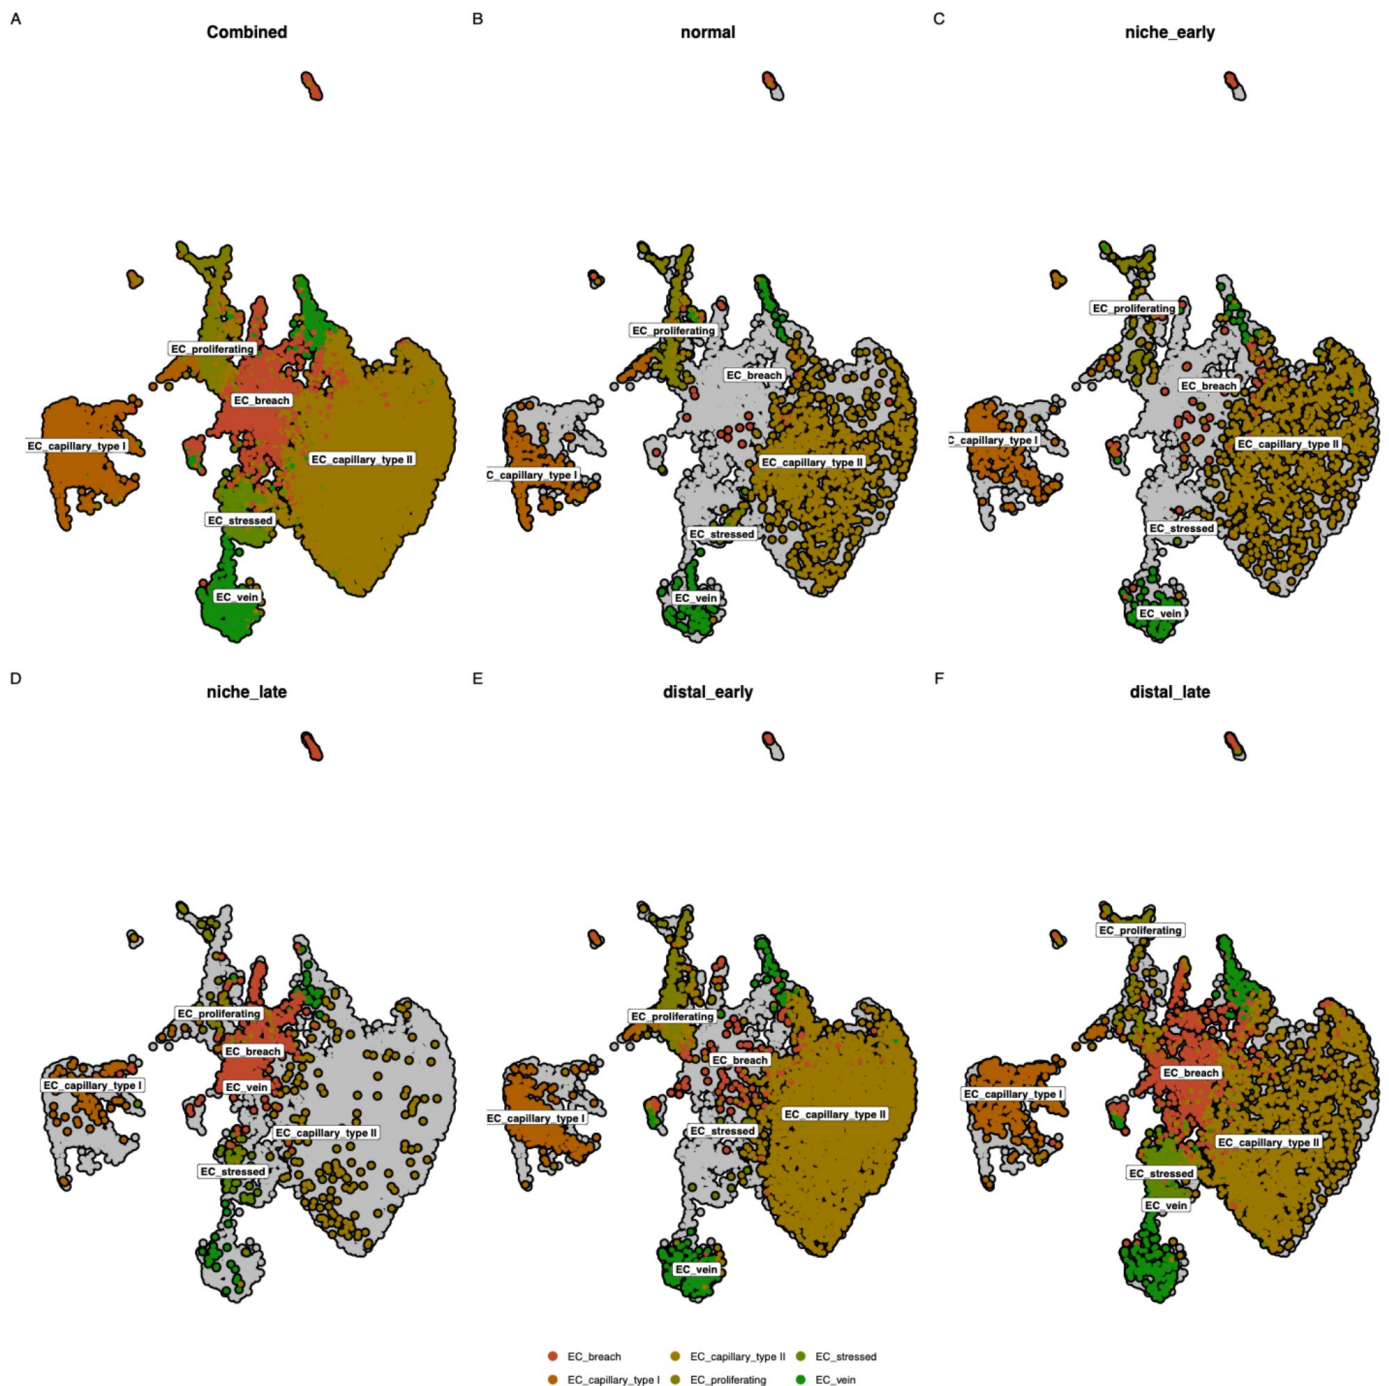 A
Combined
B
normal
C
niche_early
EC_proliferating
EC_breach
EC_capillary_type I
EC_capillary_type II
EC_stressed
EC_vein
EC_proliferating
EC_breach
C_capillary_type I
EC_capillary_type II
EC_stressed
EC_vein
EC_proliferating
EC_breach
C_capillary_type I
EC_capillary_type II
EC_stressed
EC_vein
D
niche_late
E
distal_early
F
distal_late
EC_proliferating
EC_breach
EC_capillary_type I
EC_vein
EC_capillary_type II
EC_stressed
EC_proliferating
EC_breach
EC_capillary_type I
EC_capillary_type II
EC_stressed
EC_vein
EC_proliferating
EC_breach
EC_capillary_type I
EC_capillary_type II
EC_stressed
EC_vein
EC_breach
EC_capillary_type II
EC_stressed
EC_capillary_type I
EC_proliferating
EC_vein